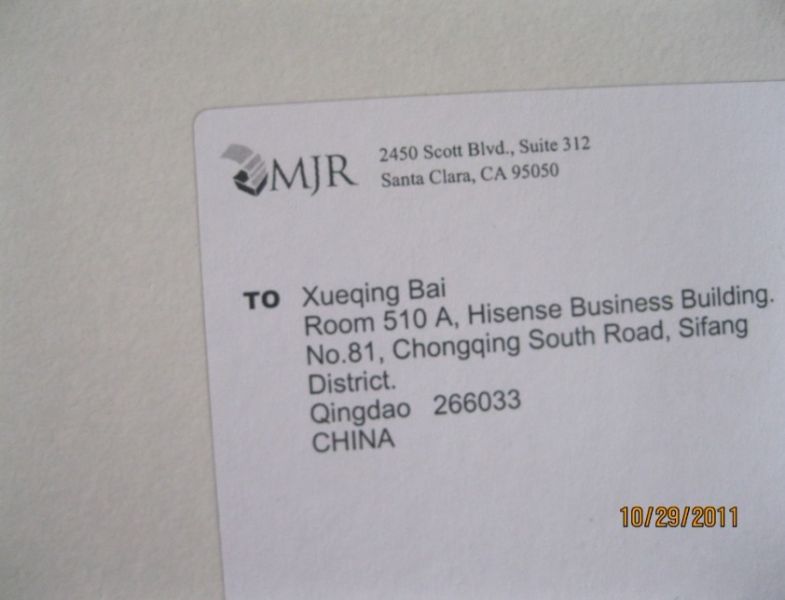 MJR
2450 Scott Blvd., Suite 312
Santa Clara, CA 95050
TO Xueqing Bai
Room 510 A, Hisense Business Building.
No.81, Chongqing South Road, Sifang
District.
Qingdao 266033
CHINA
10/29/2011